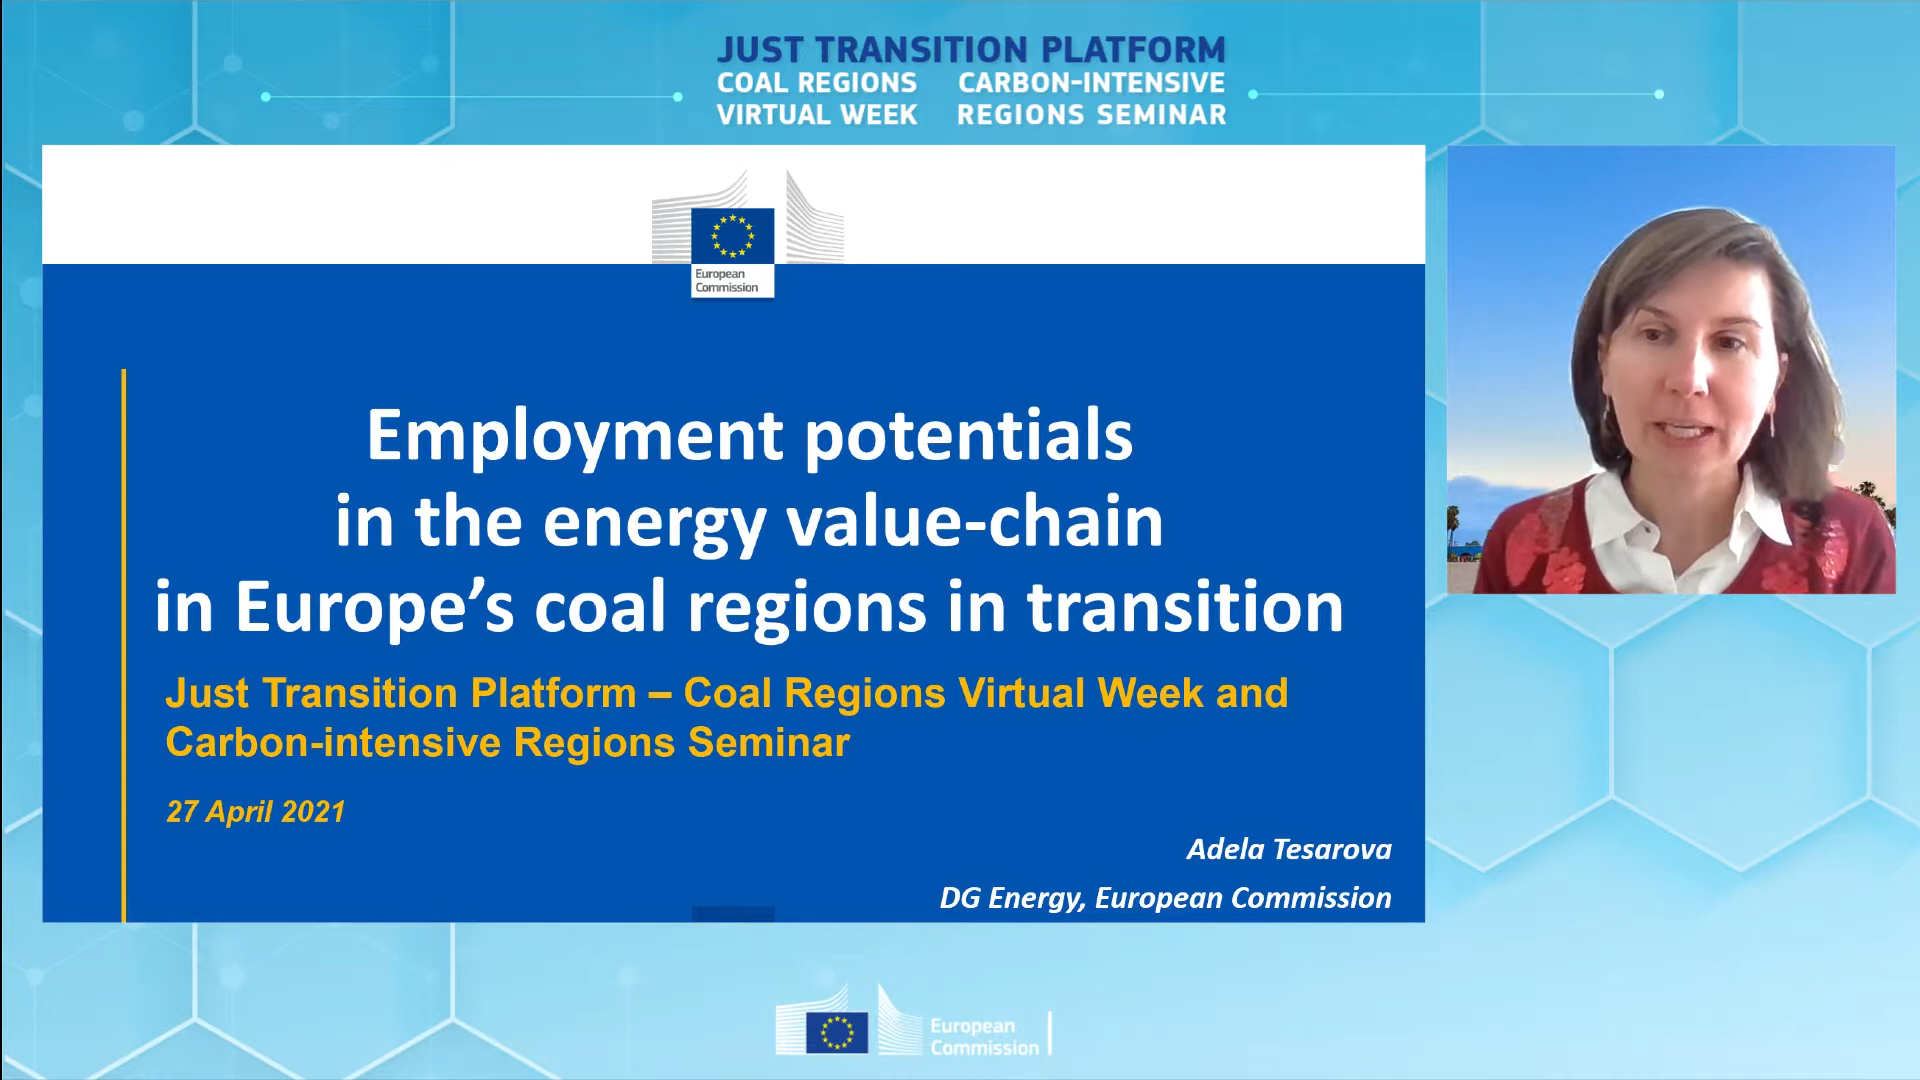 JUST TRANSITION PLATFORM
COAL REGIONS
VIRTUAL WEEK
CARBON-INTENSIVE
REGIONS SEMINAR
European
Commission
Employment potentials
in the energy value-chain
in Europe’s coal regions in transition
Just Transition Platform – Coal Regions Virtual Week and
Carbon-intensive Regions Seminar
27 April 2021
Adela Tesarova
DG Energy, European Commission
European
Commission